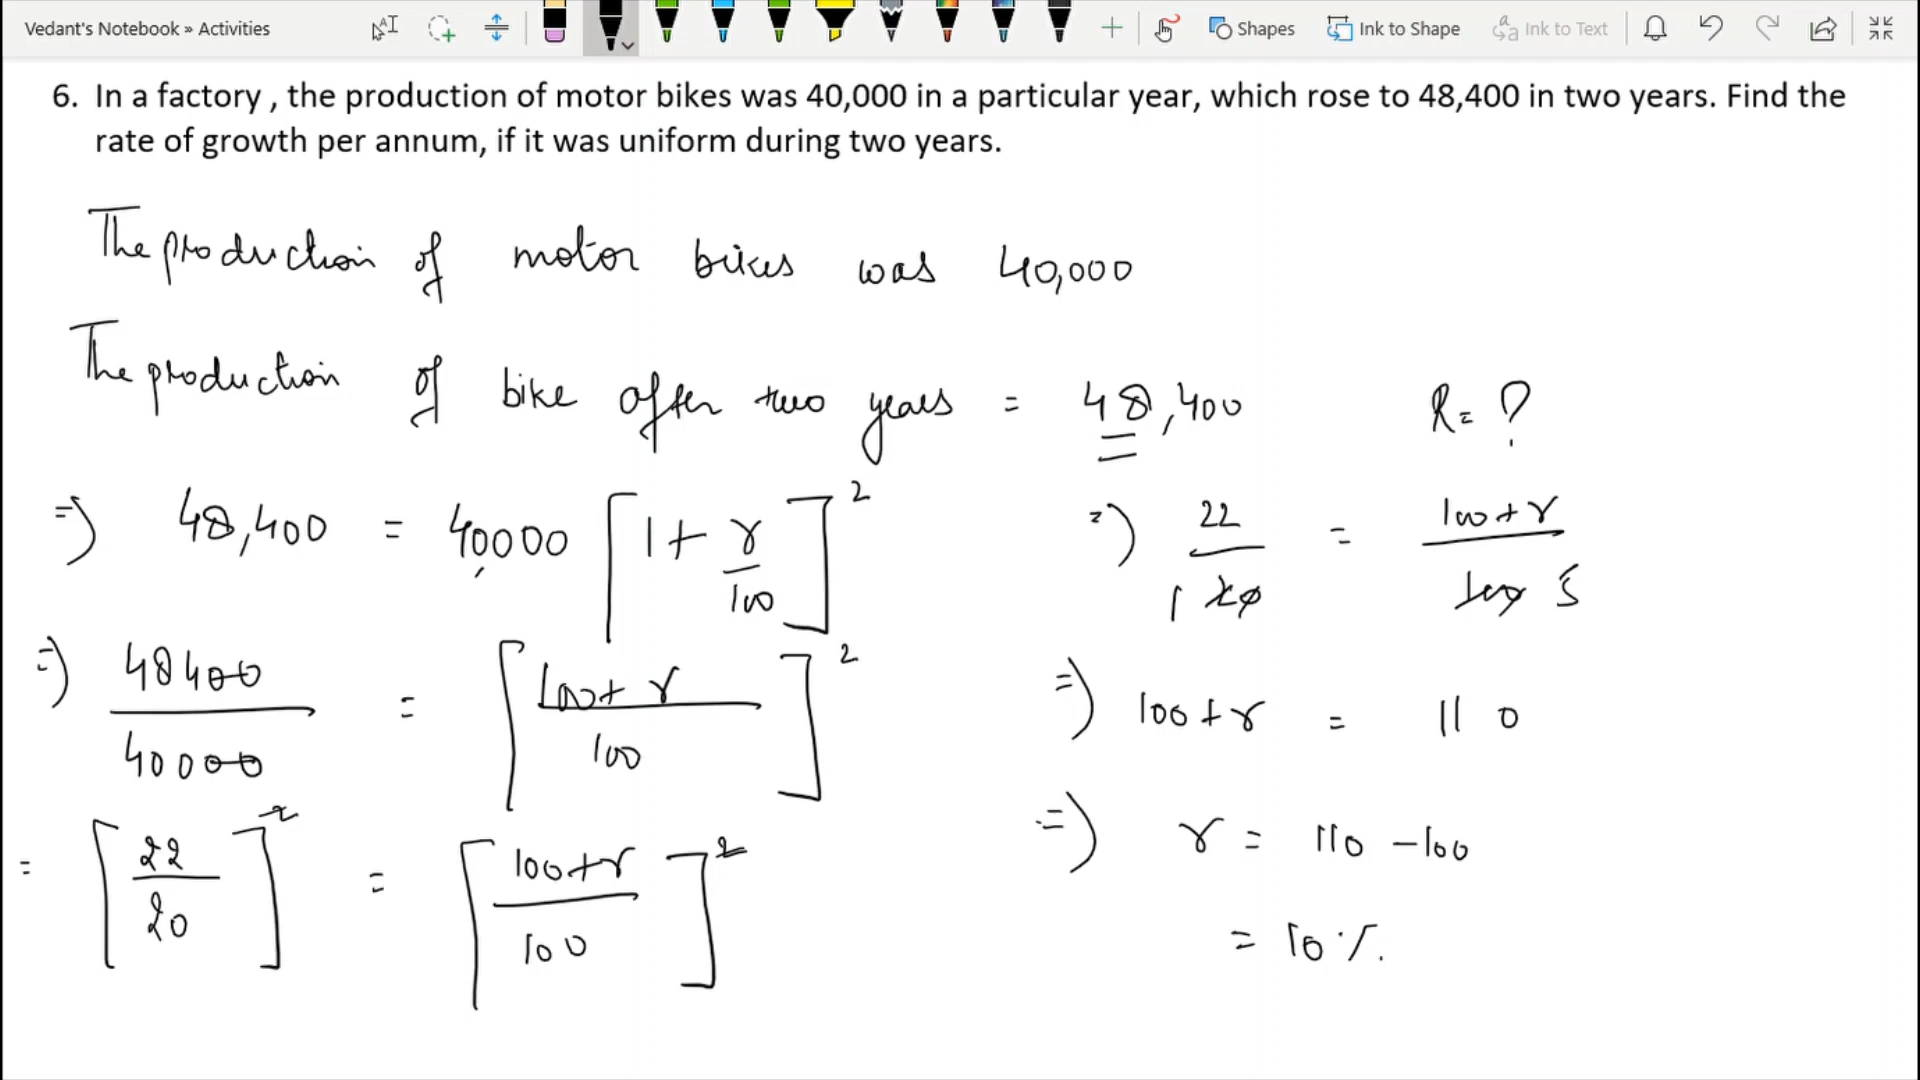 Vedant's Notebook » Activities
Shapes
Ink to Shape
Ink to Text
6. In a factory , the production of motor bikes was 40,000 in a particular year, which rose to 48,400 in two years. Find the
rate of growth per annum, if it was uniform during two years.
The production of motor bikes was 40,000
The production of bike after two years = 48,400
R = ?
=> 48,400 = 40,000 [1 + r/100]²
=> 48400/40000 = [100 + r/100]²
= [22/20]² = [100+r/100]²
=> 22/20 1 = 100+r/100 5
=> 100 + r = 110
=> r = 110 - 100
= 10%.